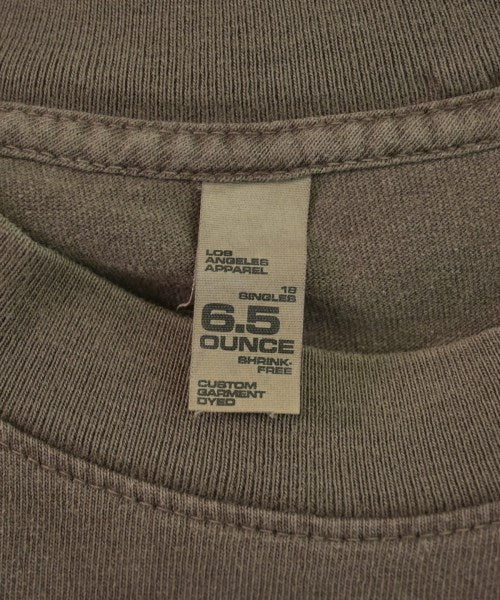 LOS
ANGELES
APPAREL
18
SINGLES
6.5
OUNCE
SHRINK-
FREE
CUSTOM
GARMENT
DYED